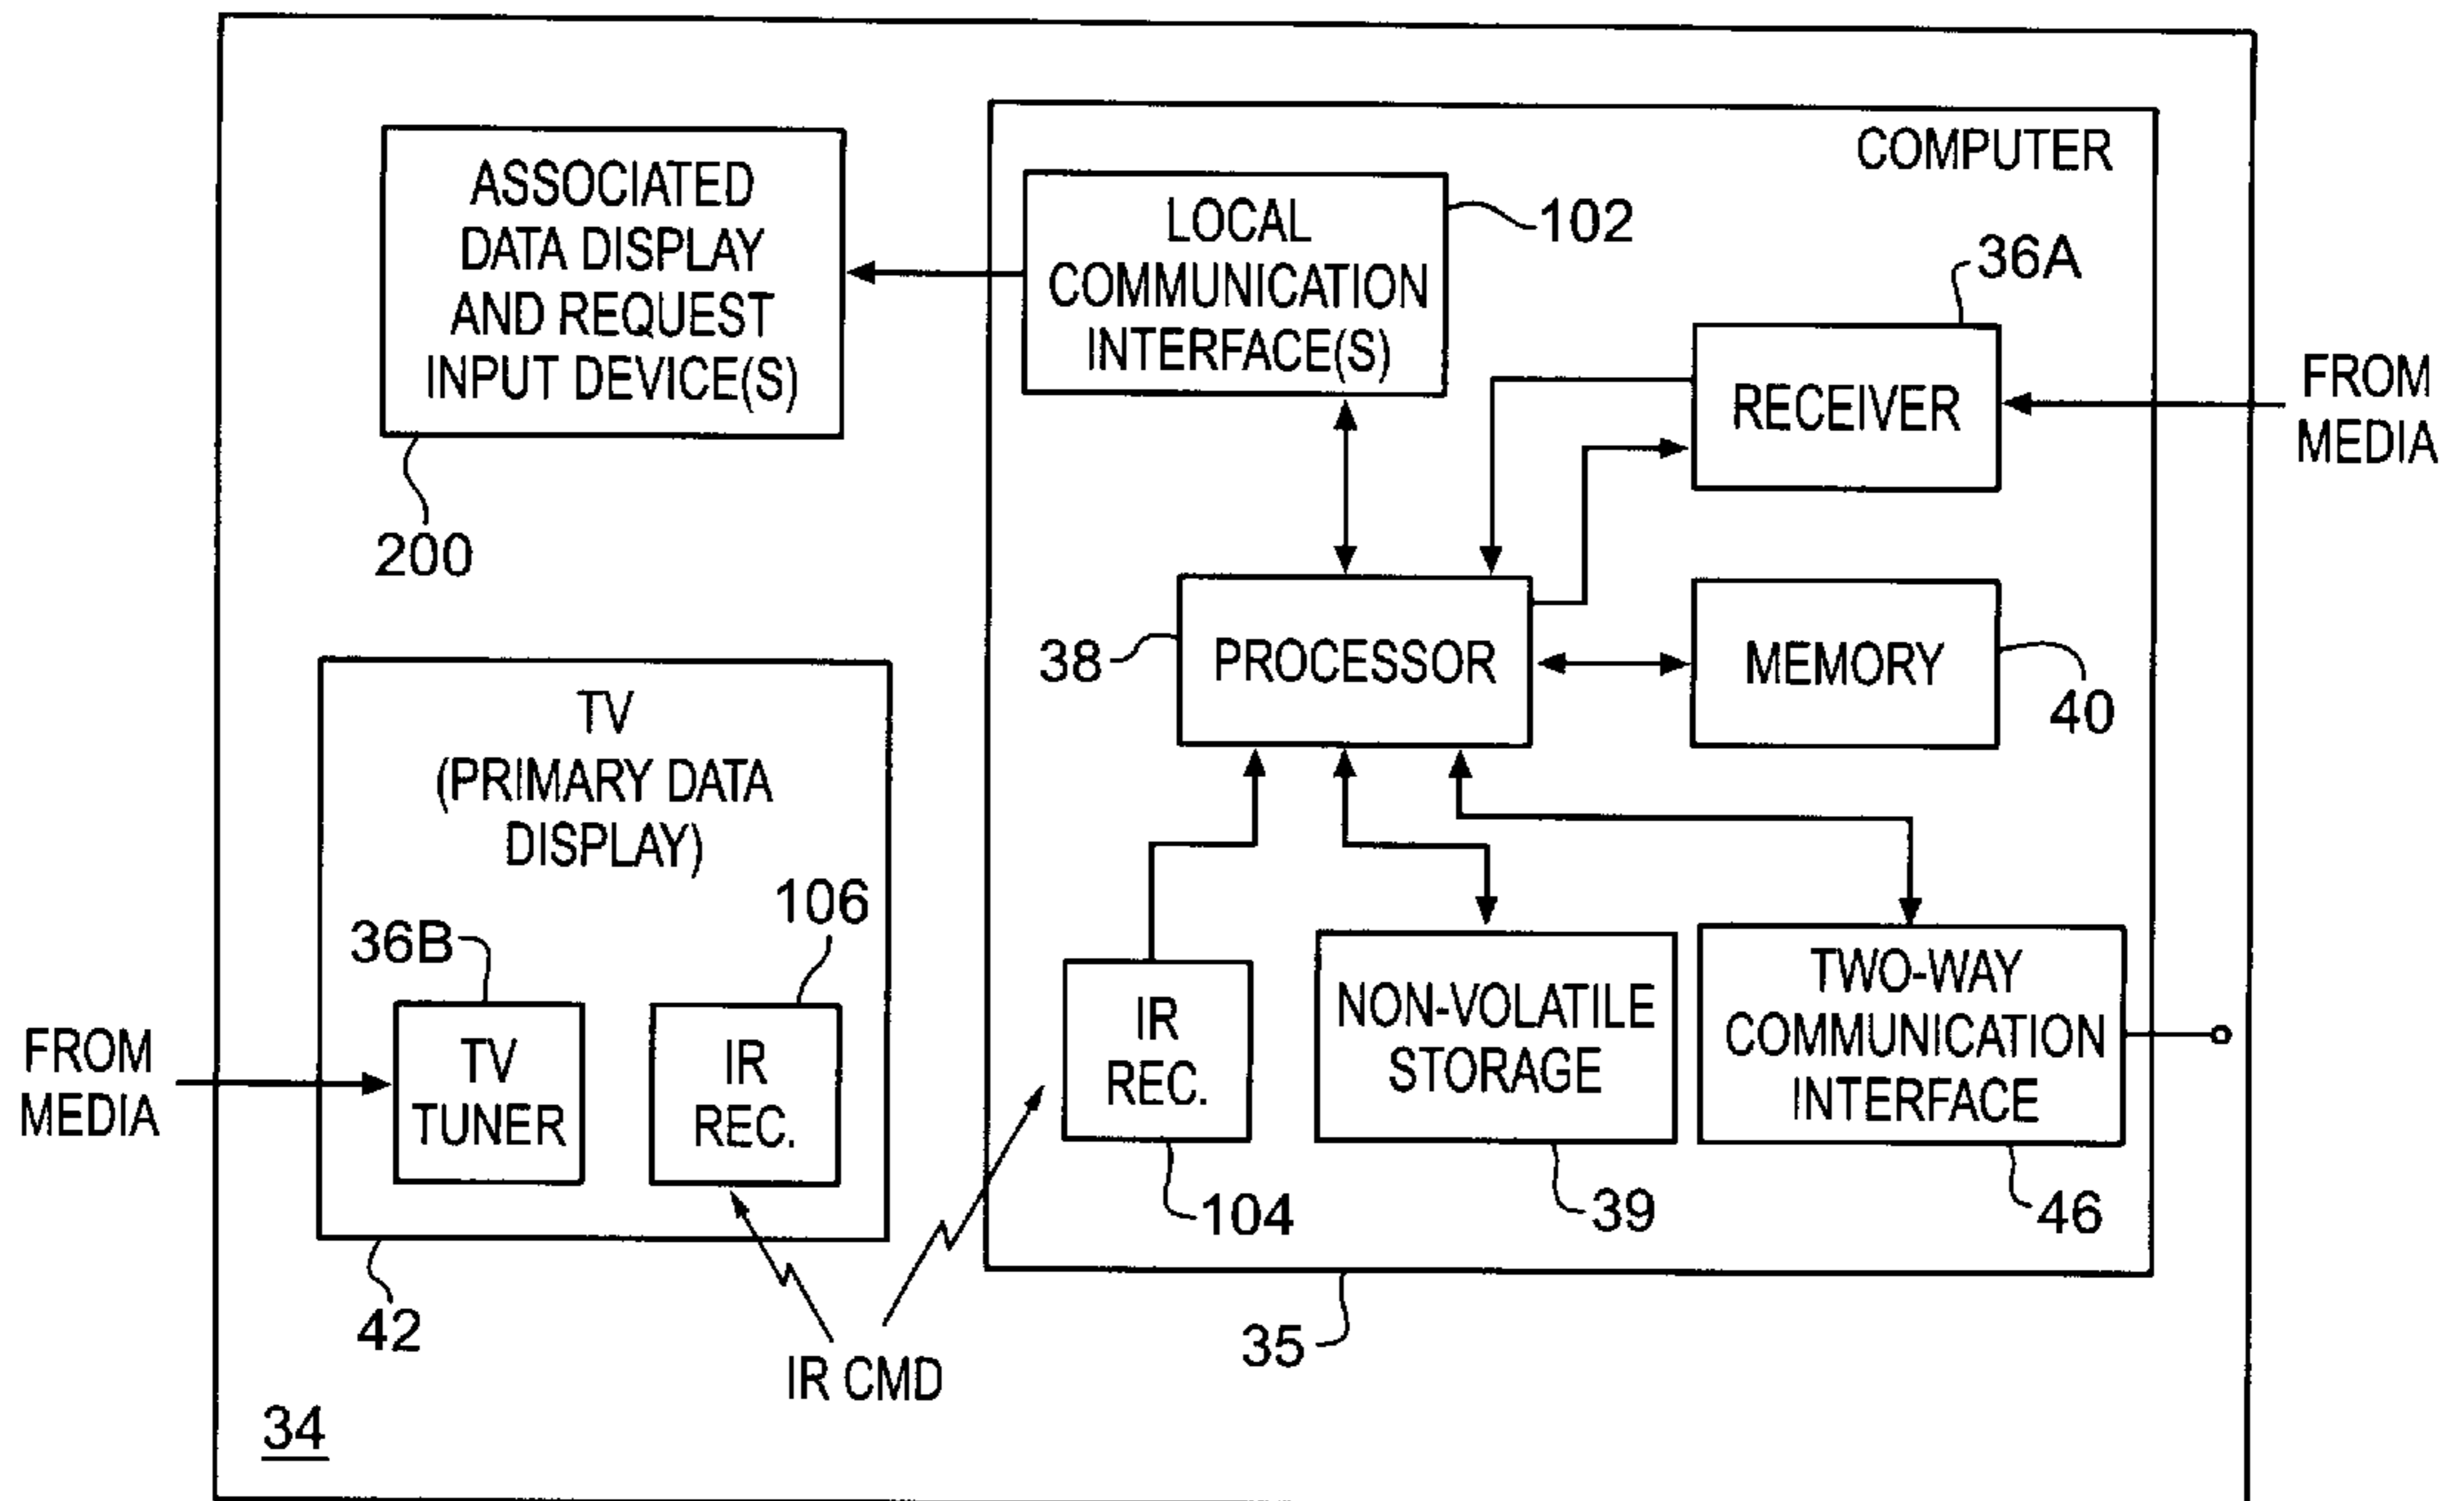 COMPUTER
ASSOCIATED
DATA DISPLAY
AND REQUEST
INPUT DEVICE(S)
200
LOCAL
COMMUNICATION
INTERFACE(S)
102
36A
RECEIVER
FROM
MEDIA
38
PROCESSOR
MEMORY
40
TV
(PRIMARY DATA
DISPLAY)
36B
106
TV
TUNER
IR
REC.
FROM
MEDIA
42
IR CMD
IR
REC.
104
NON-VOLATILE
STORAGE
39
TWO-WAY
COMMUNICATION
INTERFACE
46
35
34